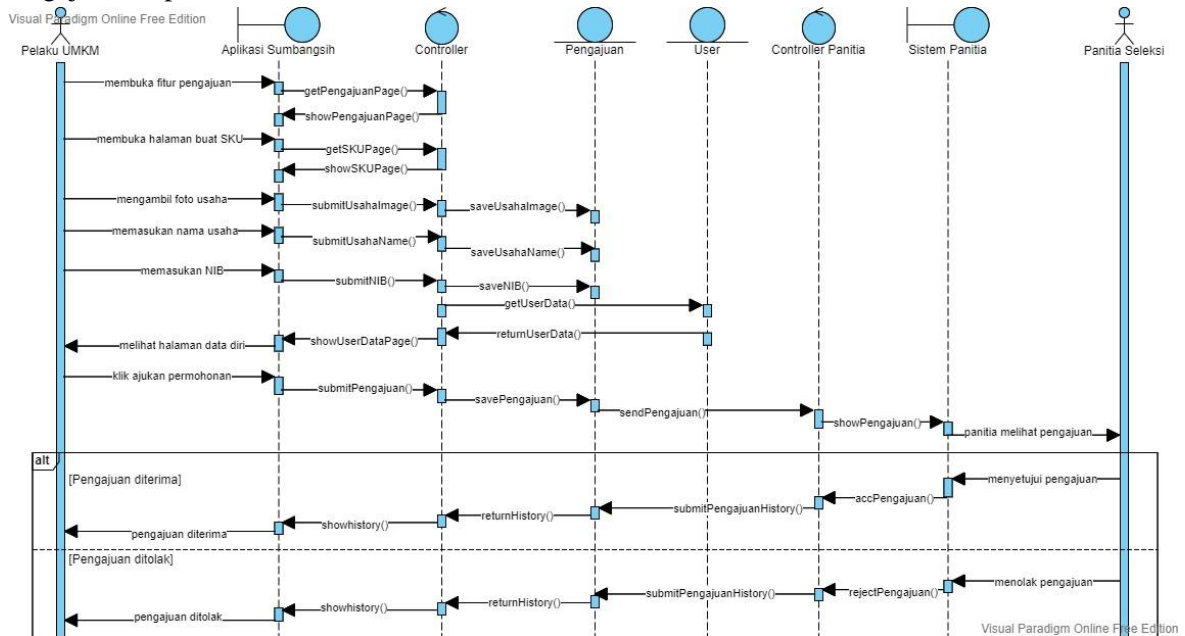 Visual Paradigm Online Free Edition
Pelaku UMKM
Aplikasi Sumbangsih
Controller
Pengajuan
User
Controller Panitia
Sistem Panitia
Panitia Seleksi
membuka fitur pengajuan
getPengajuanPage()
showPengajuanPage()
membuka halaman buat SKU
getSKUPage()
showSKUPage()
mengambil foto usaha
submitUsahaImage()
saveUsahaImage()
memasukan nama usaha
submitUsahaName()
saveUsahaName()
memasukan NIB
submitNIB()
saveNIB()
getUserData()
returnUserData()
showUserDataPage()
melihat halaman data diri
klik ajukan permohonan
submitPengajuan()
savePengajuan()
sendPengajuan()
showPengajuan()
panitia melihat pengajuan
alt
[Pengajuan diterima]
menyetujui pengajuan
accPengajuan()
submitPengajuanHistory()
returnHistory()
showhistory()
pengajuan diterima
[Pengajuan ditolak]
menolak pengajuan
rejectPengajuan()
submitPengajuanHistory()
returnHistory()
showhistory()
pengajuan ditolak
Visual Paradigm Online Free Edition